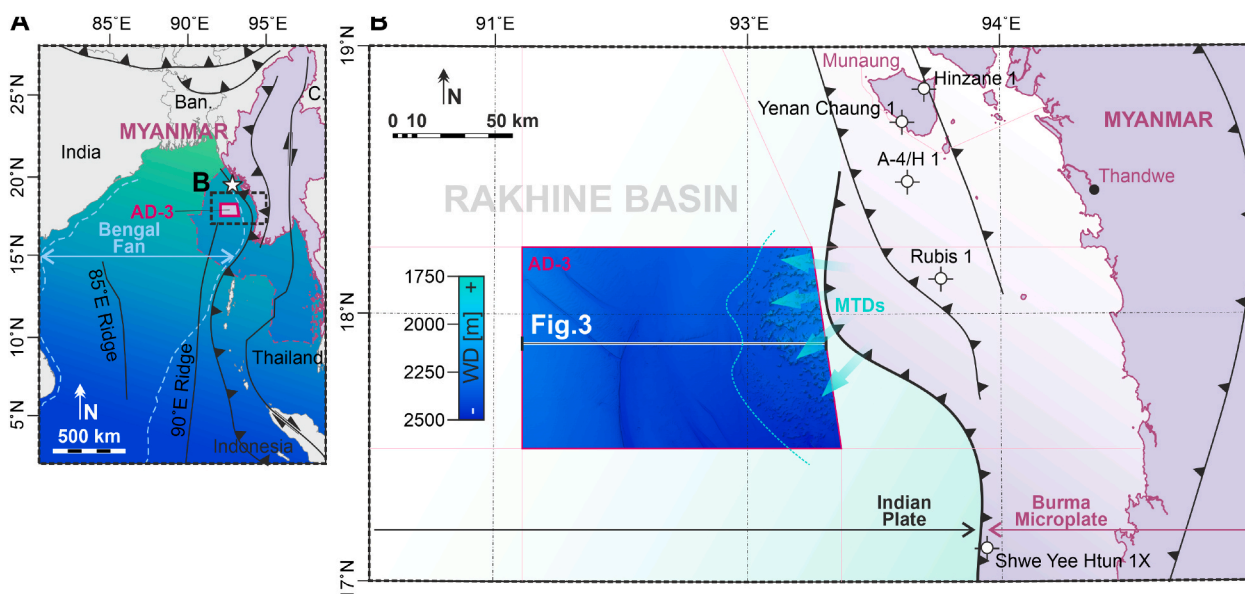 A
85°E 90°E 95°E
25°N
20°N
15°N
10°N
5°N
Ban.
C.
MYANMAR
India
B
AD-3
Bengal
Fan
85°E Ridge
90°E Ridge
Thailand
Indonesia
N
500 km
B
91°E 93°E 94°E
19°N
18°N
17°N
N
0 10 50 km
Munaung
Hinzane 1
Yenan Chaung 1
A-4/H 1
MYANMAR
Thandwe
RAKHINE BASIN
Rubis 1
AD-3
MTDs
Fig.3
1750
2000
2250
2500
WD [m]
+
-
Indian
Plate
Burma
Microplate
Shwe Yee Htun 1X